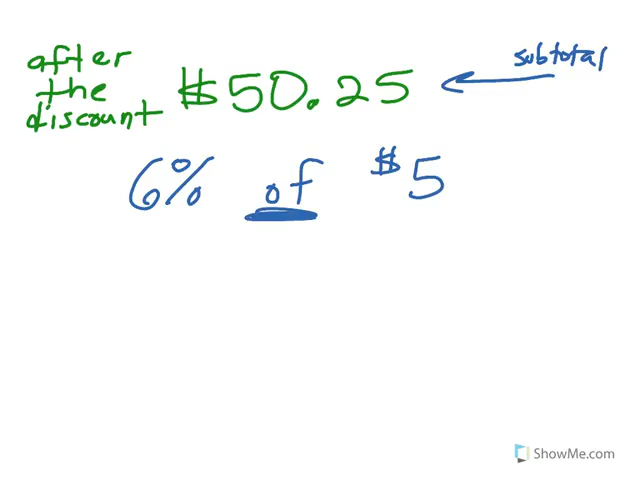 after
the
discount
$50.25
subtotal
6% of $5
ShowMe.com